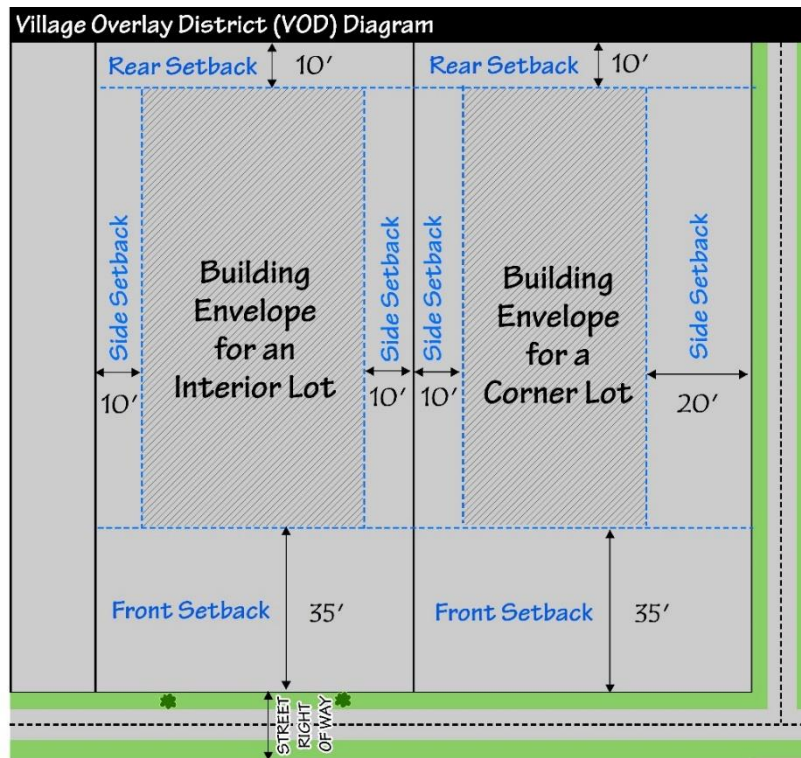 Village Overlay District (VOD) Diagram
Rear Setback
10'
Rear Setback
10'
Side Setback
Building
Envelope
for an
Interior Lot
Side Setback
Side Setback
Building
Envelope
for a
Corner Lot
Side Setback
10'
10'
10'
20'
Front Setback
35'
Front Setback
35'
STREET
RIGHT
OF WAY